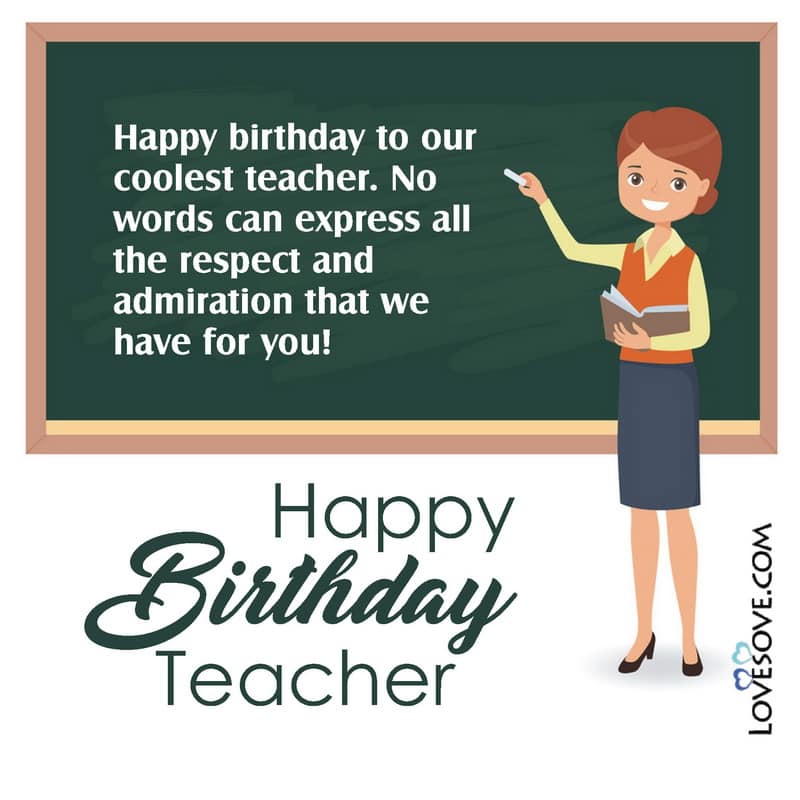 Happy birthday to our
coolest teacher. No
words can express all
the respect and
admiration that we
have for you!
Happy
Birthday
Teacher
LOVESOVE.COM